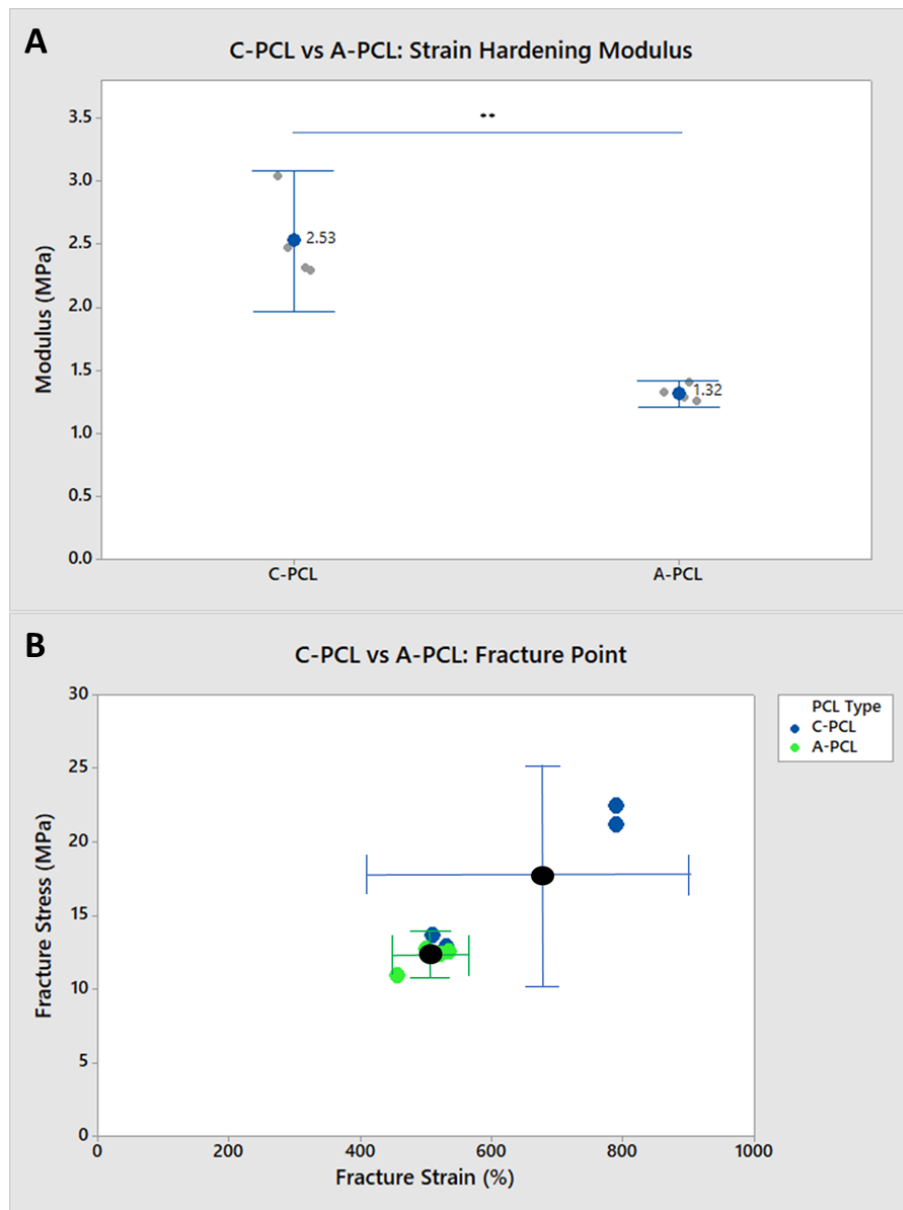 A
C-PCL vs A-PCL: Strain Hardening Modulus
Modulus (MPa)
3.5
3.0
2.5
2.0
1.5
1.0
0.5
0.0
**
2.53
1.32
C-PCL
A-PCL
B
C-PCL vs A-PCL: Fracture Point
Fracture Stress (MPa)
30
25
20
15
10
5
0
PCL Type
C-PCL
A-PCL
0
200
400
600
800
1000
Fracture Strain (%)